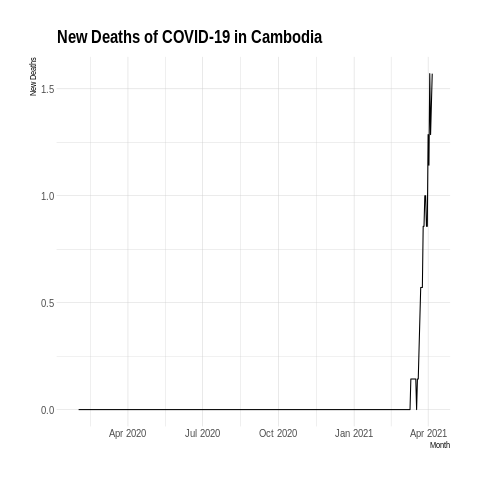 New Deaths of COVID-19 in Cambodia
New Deaths
1.5
1.0
0.5
0.0
Apr 2020 Jul 2020 Oct 2020 Jan 2021 Apr 2021
Month